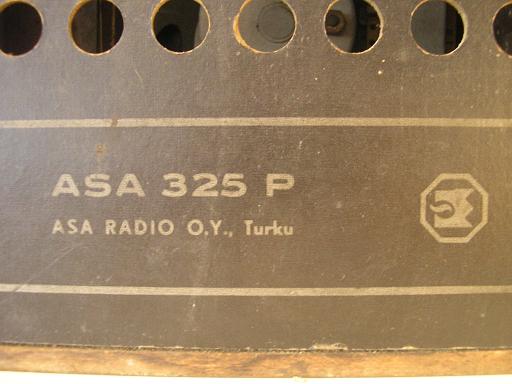 ASA 325 P
ASA RADIO O.Y., Turku